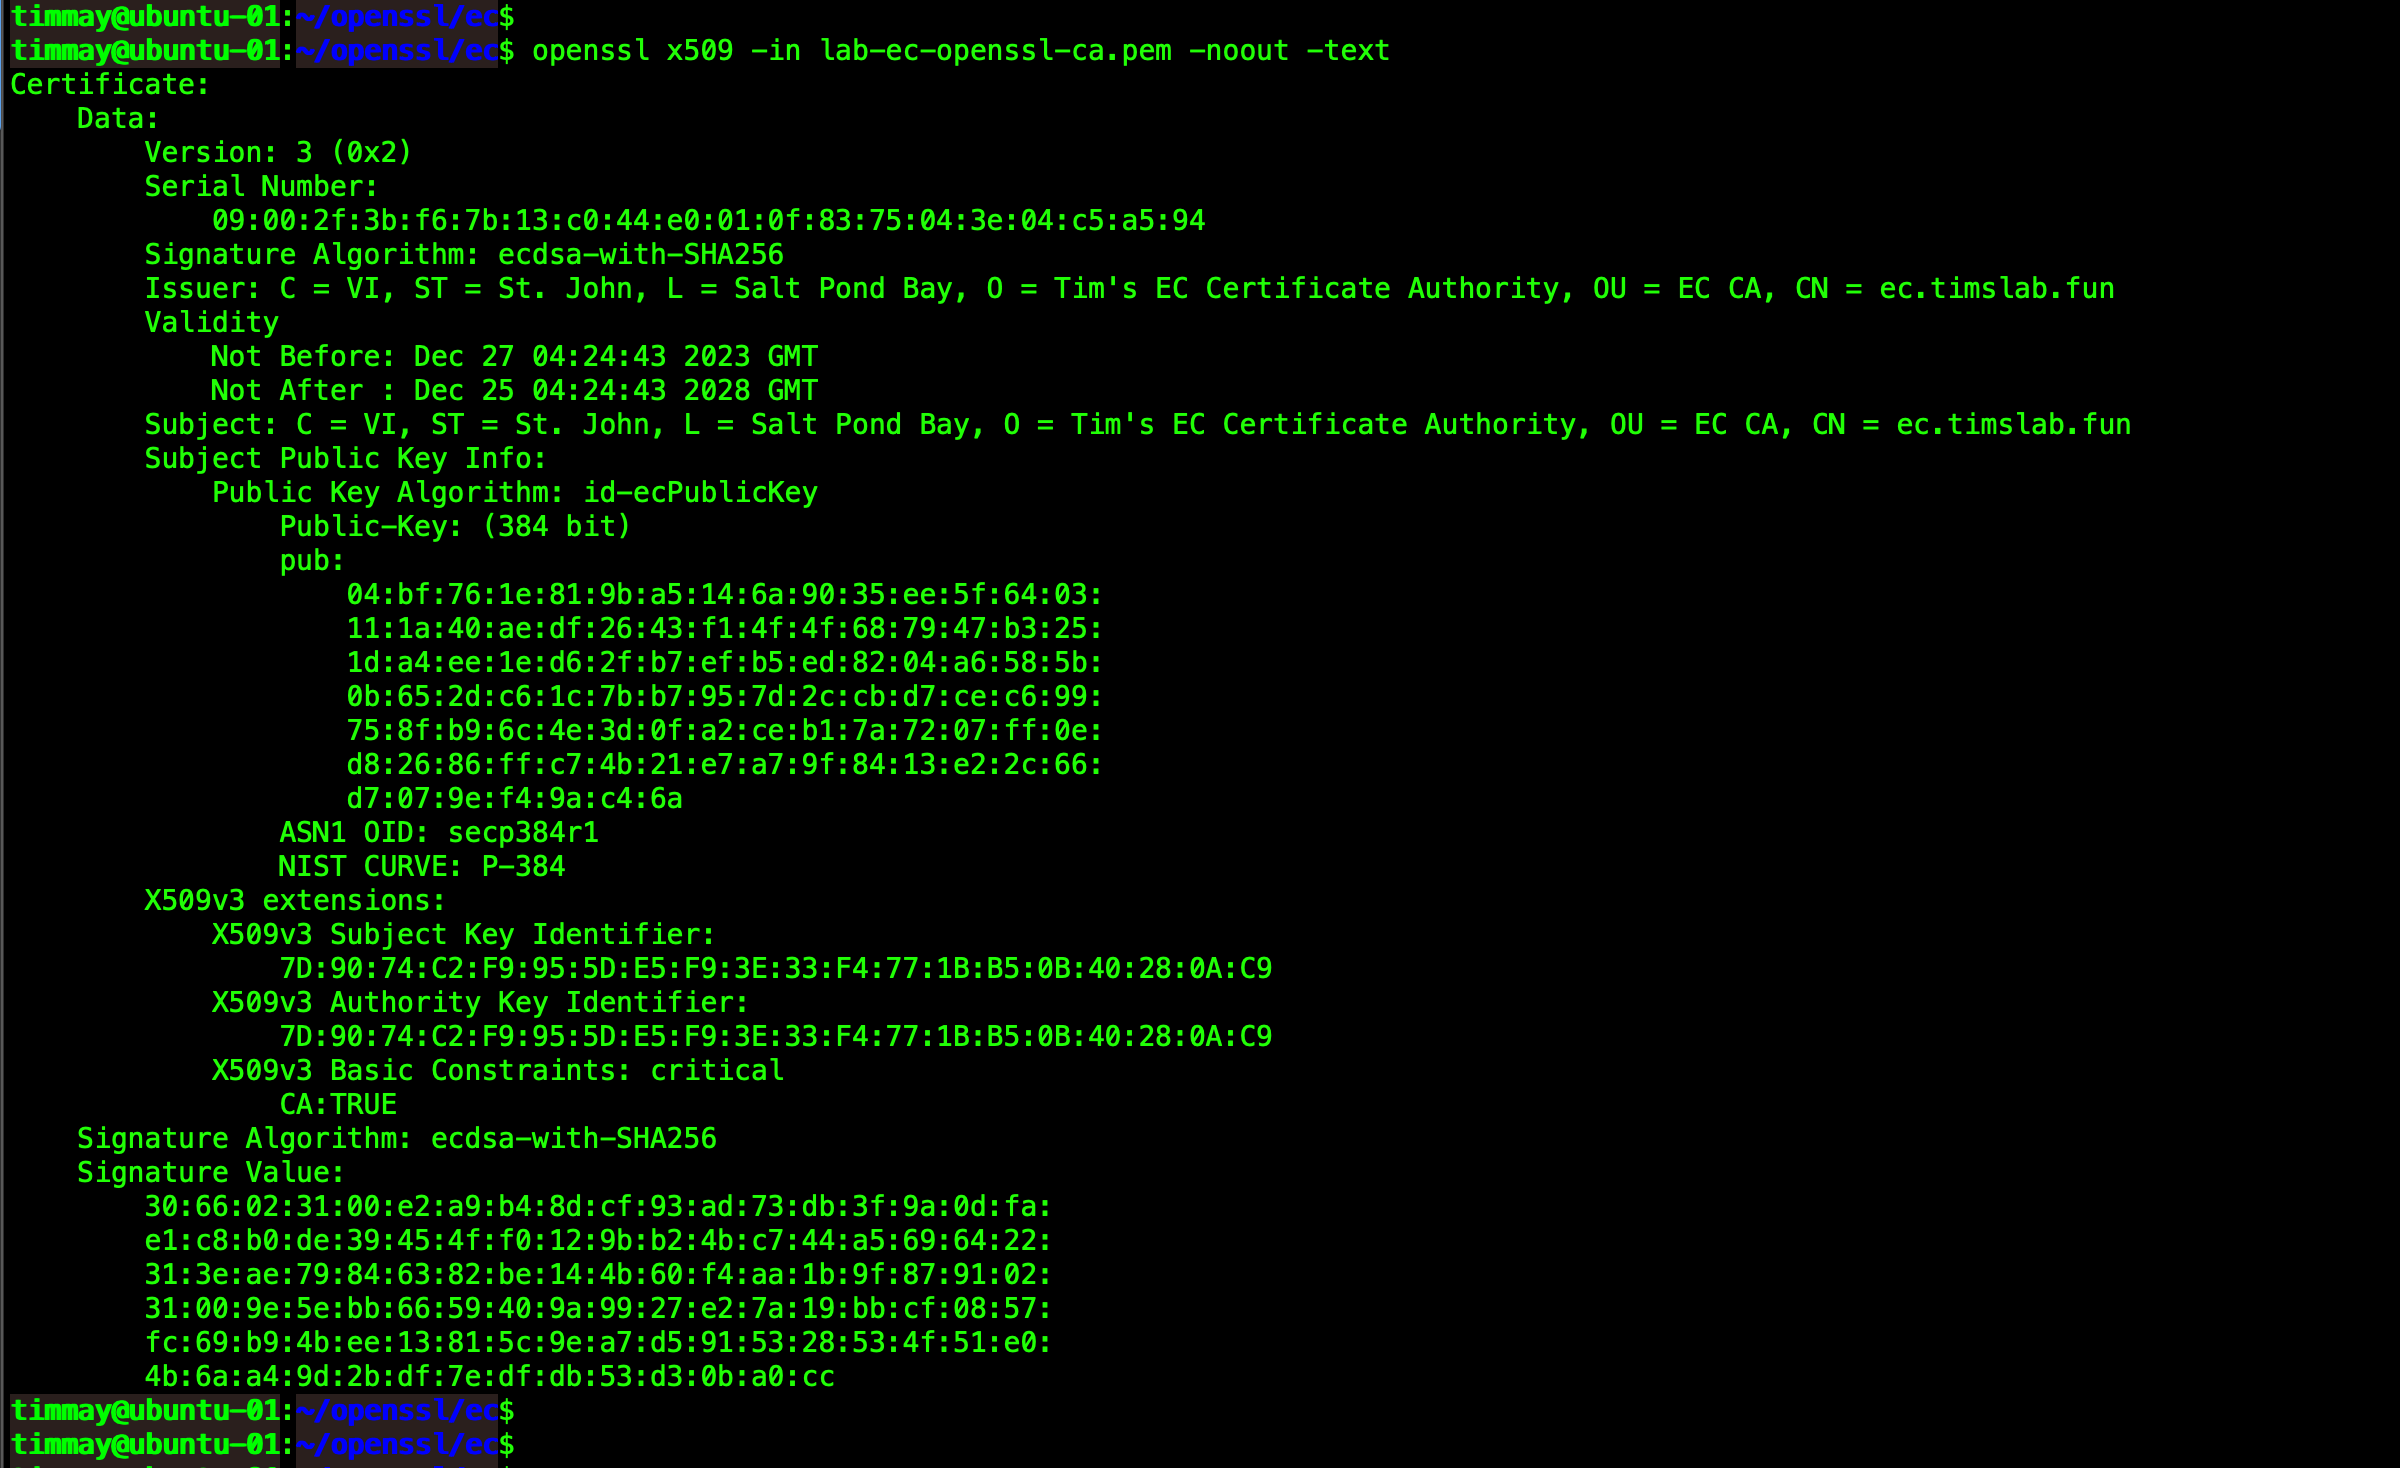 timmay@ubuntu-01:~/openssl/ec$
timmay@ubuntu-01:~/openssl/ec$ openssl x509 -in lab-ec-openssl-ca.pem -noout -text
Certificate:
    Data:
        Version: 3 (0x2)
        Serial Number:
            09:00:2f:3b:f6:7b:13:c0:44:e0:01:0f:83:75:04:3e:04:c5:a5:94
        Signature Algorithm: ecdsa-with-SHA256
        Issuer: C = VI, ST = St. John, L = Salt Pond Bay, O = Tim's EC Certificate Authority, OU = EC CA, CN = ec.timslab.fun
        Validity
            Not Before: Dec 27 04:24:43 2023 GMT
            Not After : Dec 25 04:24:43 2028 GMT
        Subject: C = VI, ST = St. John, L = Salt Pond Bay, O = Tim's EC Certificate Authority, OU = EC CA, CN = ec.timslab.fun
        Subject Public Key Info:
            Public Key Algorithm: id-ecPublicKey
                Public-Key: (384 bit)
                pub:
                    04:bf:76:1e:81:9b:a5:14:6a:90:35:ee:5f:64:03:
                    11:1a:40:ae:df:26:43:f1:4f:4f:68:79:47:b3:25:
                    1d:a4:ee:1e:d6:2f:b7:ef:b5:ed:82:04:a6:58:5b:
                    0b:65:2d:c6:1c:7b:b7:95:7d:2c:cb:d7:ce:c6:99:
                    75:8f:b9:6c:4e:3d:0f:a2:ce:b1:7a:72:07:ff:0e:
                    d8:26:86:ff:c7:4b:21:e7:a7:9f:84:13:e2:2c:66:
                    d7:07:9e:f4:9a:c4:6a
                ASN1 OID: secp384r1
                NIST CURVE: P-384
        X509v3 extensions:
            X509v3 Subject Key Identifier:
                7D:90:74:C2:F9:95:5D:E5:F9:3E:33:F4:77:1B:B5:0B:40:28:0A:C9
            X509v3 Authority Key Identifier:
                7D:90:74:C2:F9:95:5D:E5:F9:3E:33:F4:77:1B:B5:0B:40:28:0A:C9
            X509v3 Basic Constraints: critical
                CA:TRUE
    Signature Algorithm: ecdsa-with-SHA256
    Signature Value:
        30:66:02:31:00:e2:a9:b4:8d:cf:93:ad:73:db:3f:9a:0d:fa:
        e1:c8:b0:de:39:45:4f:f0:12:9b:b2:4b:c7:44:a5:69:64:22:
        31:3e:ae:79:84:63:82:be:14:4b:60:f4:aa:1b:9f:87:91:02:
        31:00:9e:5e:bb:66:59:40:9a:99:27:e2:7a:19:bb:cf:08:57:
        fc:69:b9:4b:ee:13:81:5c:9e:a7:d5:91:53:28:53:4f:51:e0:
        4b:6a:a4:9d:2b:df:7e:df:db:53:d3:0b:a0:cc
timmay@ubuntu-01:~/openssl/ec$
timmay@ubuntu-01:~/openssl/ec$